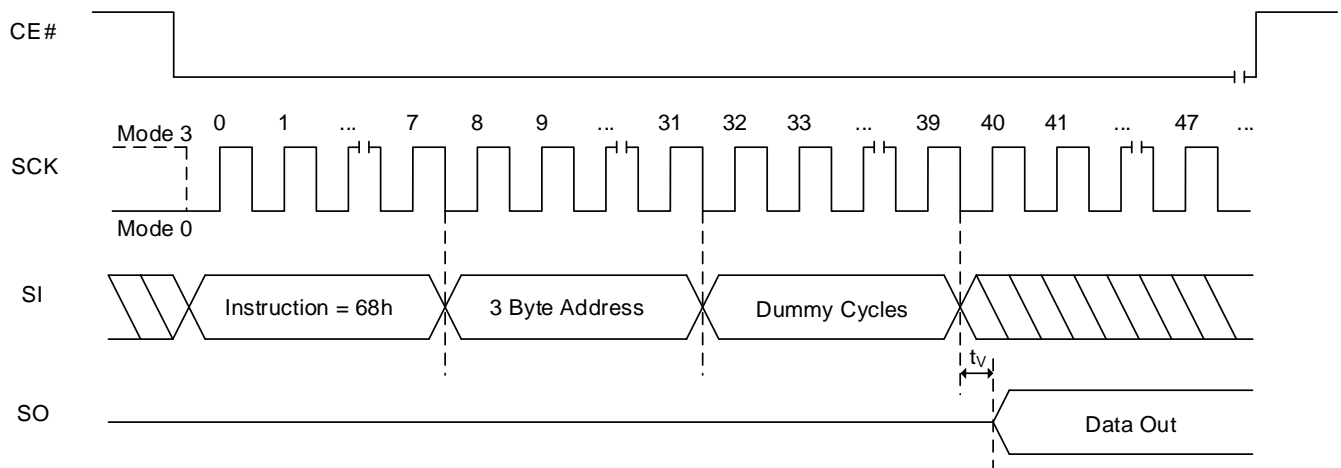 CE#
Mode 3
0 1 ... 7 8 9 ... 31 32 33 ... 39 40 41 ... 47 ...
SCK
Mode 0
SI
Instruction = 68h
3 Byte Address
Dummy Cycles
tV
SO
Data Out